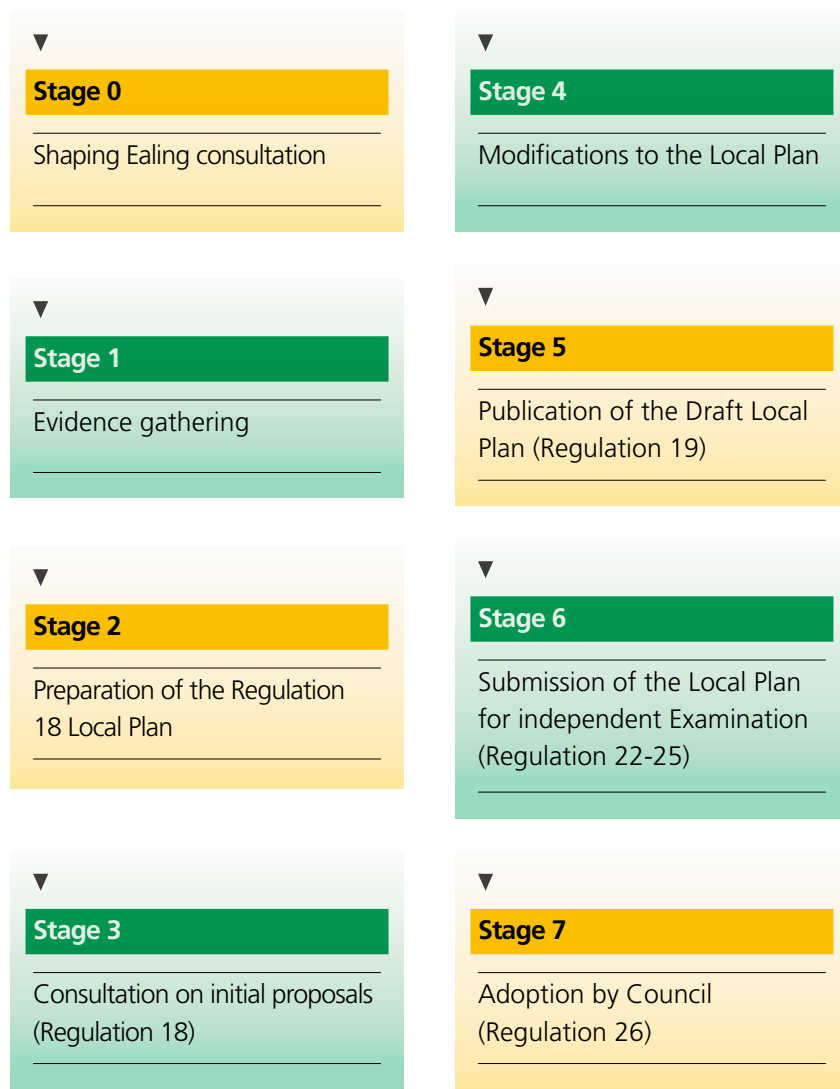 Stage 0
Shaping Ealing consultation
Stage 1
Evidence gathering
Stage 2
Preparation of the Regulation
18 Local Plan
Stage 3
Consultation on initial proposals
(Regulation 18)
Stage 4
Modifications to the Local Plan
Stage 5
Publication of the Draft Local
Plan (Regulation 19)
Stage 6
Submission of the Local Plan
for independent Examination
(Regulation 22-25)
Stage 7
Adoption by Council
(Regulation 26)